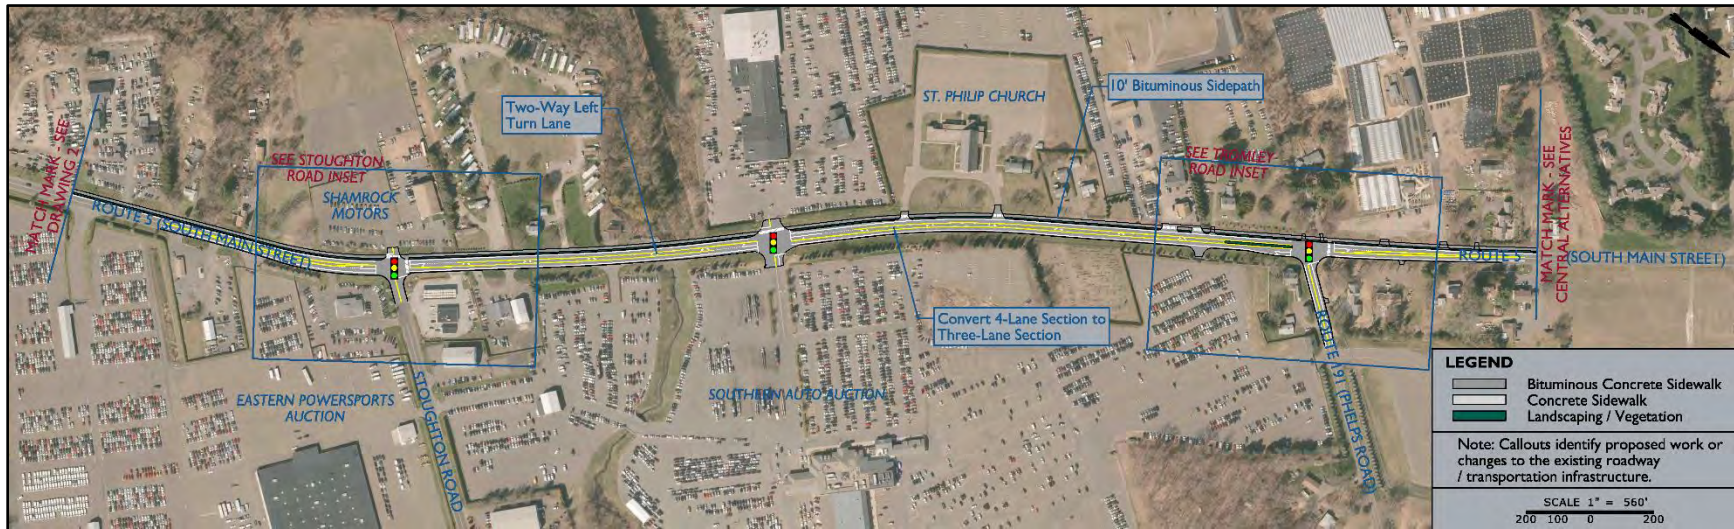 MATCH MARK - SEE
DRAWING 2
ROUTE 5 (SOUTH MAIN STREET)
SEE STOUGHTON
ROAD INSET
SHAMROCK
MOTORS
Two-Way Left
Turn Lane
ST. PHILIP CHURCH
10' Bituminous Sidepath
SEE TROMLEY
ROAD INSET
MATCH MARK - SEE
CENTRAL ALTERNATIVES
ROUTE 5
(SOUTH MAIN STREET)
Convert 4-Lane Section to
Three-Lane Section
EASTERN POWERSPORTS
AUCTION
STOUGHTON ROAD
SOUTHERN AUTO AUCTION
ROUTE 191 (PHELPS ROAD)
LEGEND
Bituminous Concrete Sidewalk
Concrete Sidewalk
Landscaping / Vegetation
Note: Callouts identify proposed work or
changes to the existing roadway
/ transportation infrastructure.
SCALE 1" = 560'
200 100 0 200